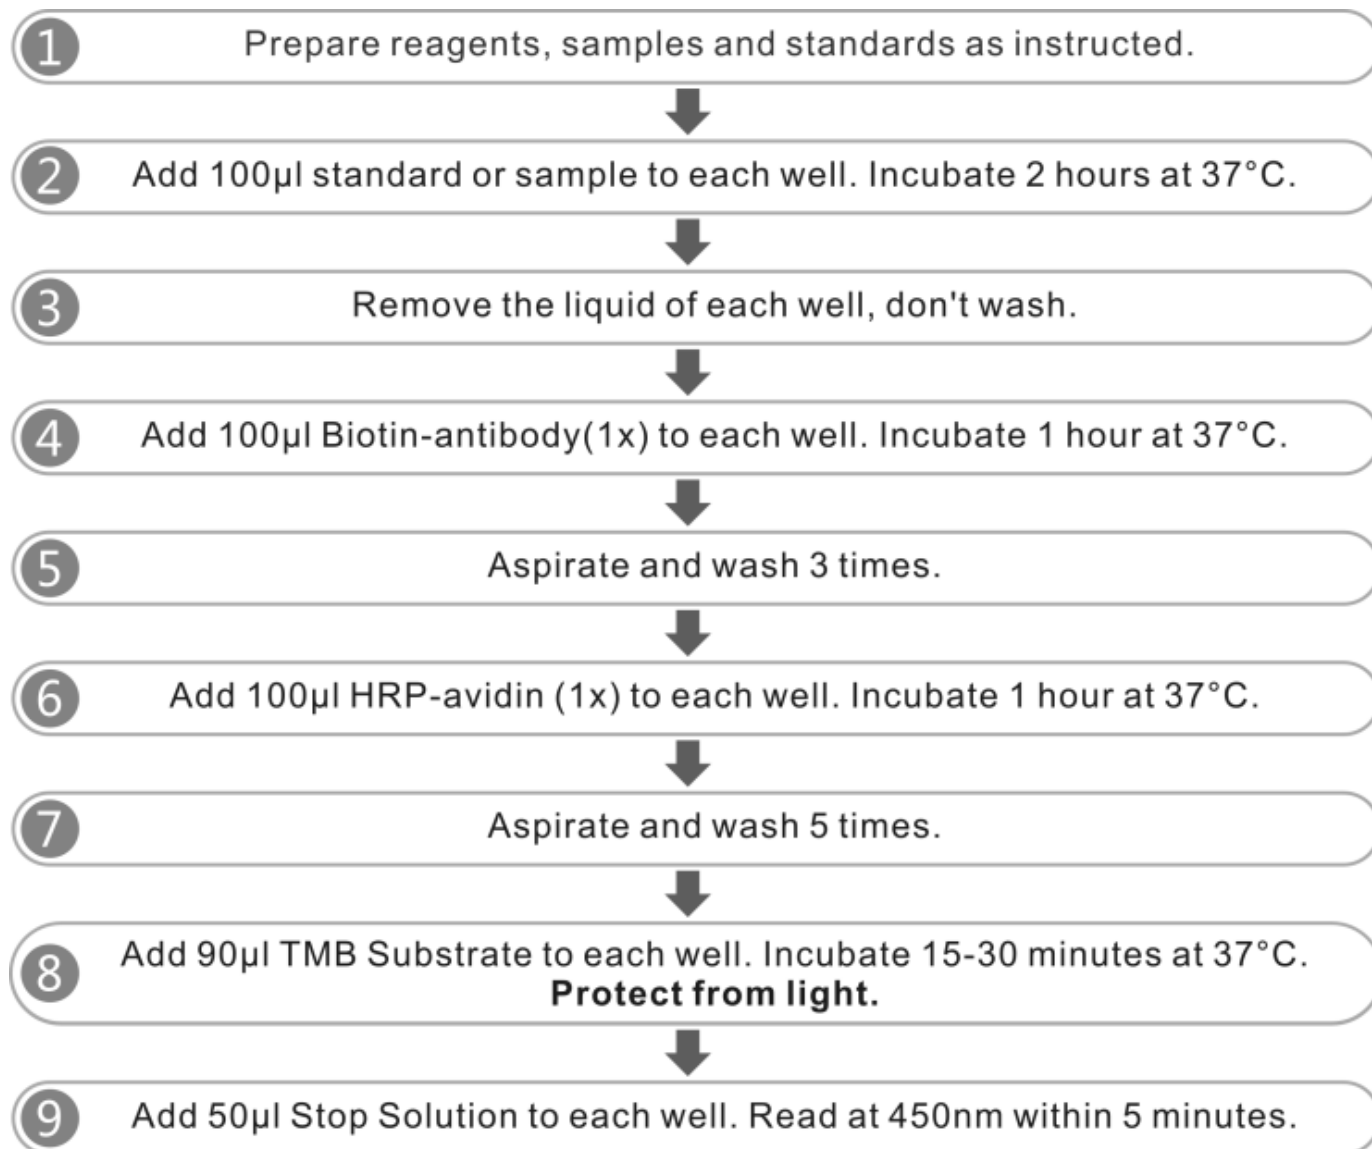 1
Prepare reagents, samples and standards as instructed.
2
Add 100µl standard or sample to each well. Incubate 2 hours at 37°C.
3
Remove the liquid of each well, don't wash.
4
Add 100µl Biotin-antibody(1x) to each well. Incubate 1 hour at 37°C.
5
Aspirate and wash 3 times.
6
Add 100µl HRP-avidin (1x) to each well. Incubate 1 hour at 37°C.
7
Aspirate and wash 5 times.
8
Add 90µl TMB Substrate to each well. Incubate 15-30 minutes at 37°C.
Protect from light.
9
Add 50µl Stop Solution to each well. Read at 450nm within 5 minutes.